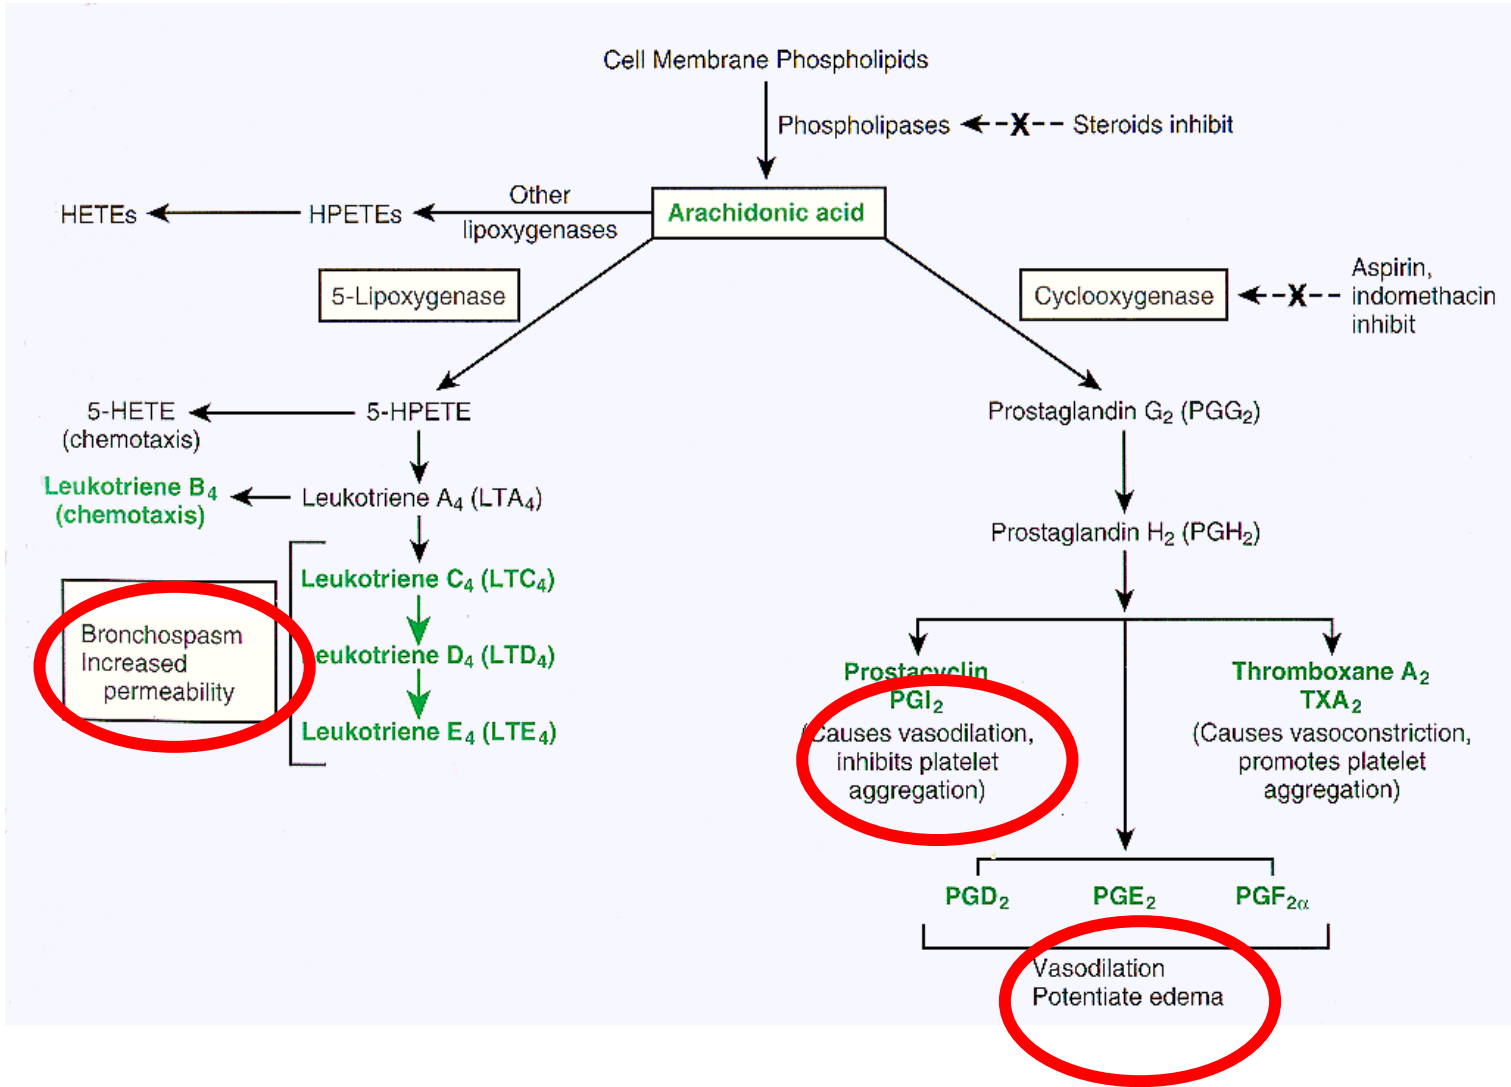 Cell Membrane Phospholipids
Phospholipases
X
Steroids inhibit
Other
lipoxygenases
HETEs
HPETEs
Arachidonic acid
5-Lipoxygenase
Cyclooxygenase
X
Aspirin,
indomethacin
inhibit
5-HETE
(chemotaxis)
5-HPETE
Prostaglandin G₂ (PGG₂)
Leukotriene B₄
(chemotaxis)
Leukotriene A₄ (LTA₄)
Prostaglandin H₂ (PGH₂)
Leukotriene C₄ (LTC₄)
Bronchospasm
Increased
permeability
Leukotriene D₄ (LTD₄)
Leukotriene E₄ (LTE₄)
Prostacyclin
PGI₂
(Causes vasodilation,
inhibits platelet
aggregation)
Thromboxane A₂
TXA₂
(Causes vasoconstriction,
promotes platelet
aggregation)
PGD₂
PGE₂
PGF₂α
Vasodilation
Potentiate edema